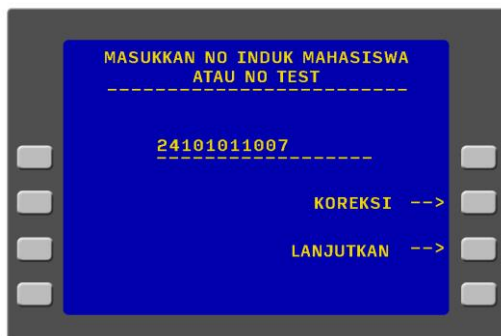 MASUKKAN NO INDUK MAHASISWA
ATAU NO TEST
--------------------------
24101011007
------------------
KOREKSI -->
LANJUTKAN -->